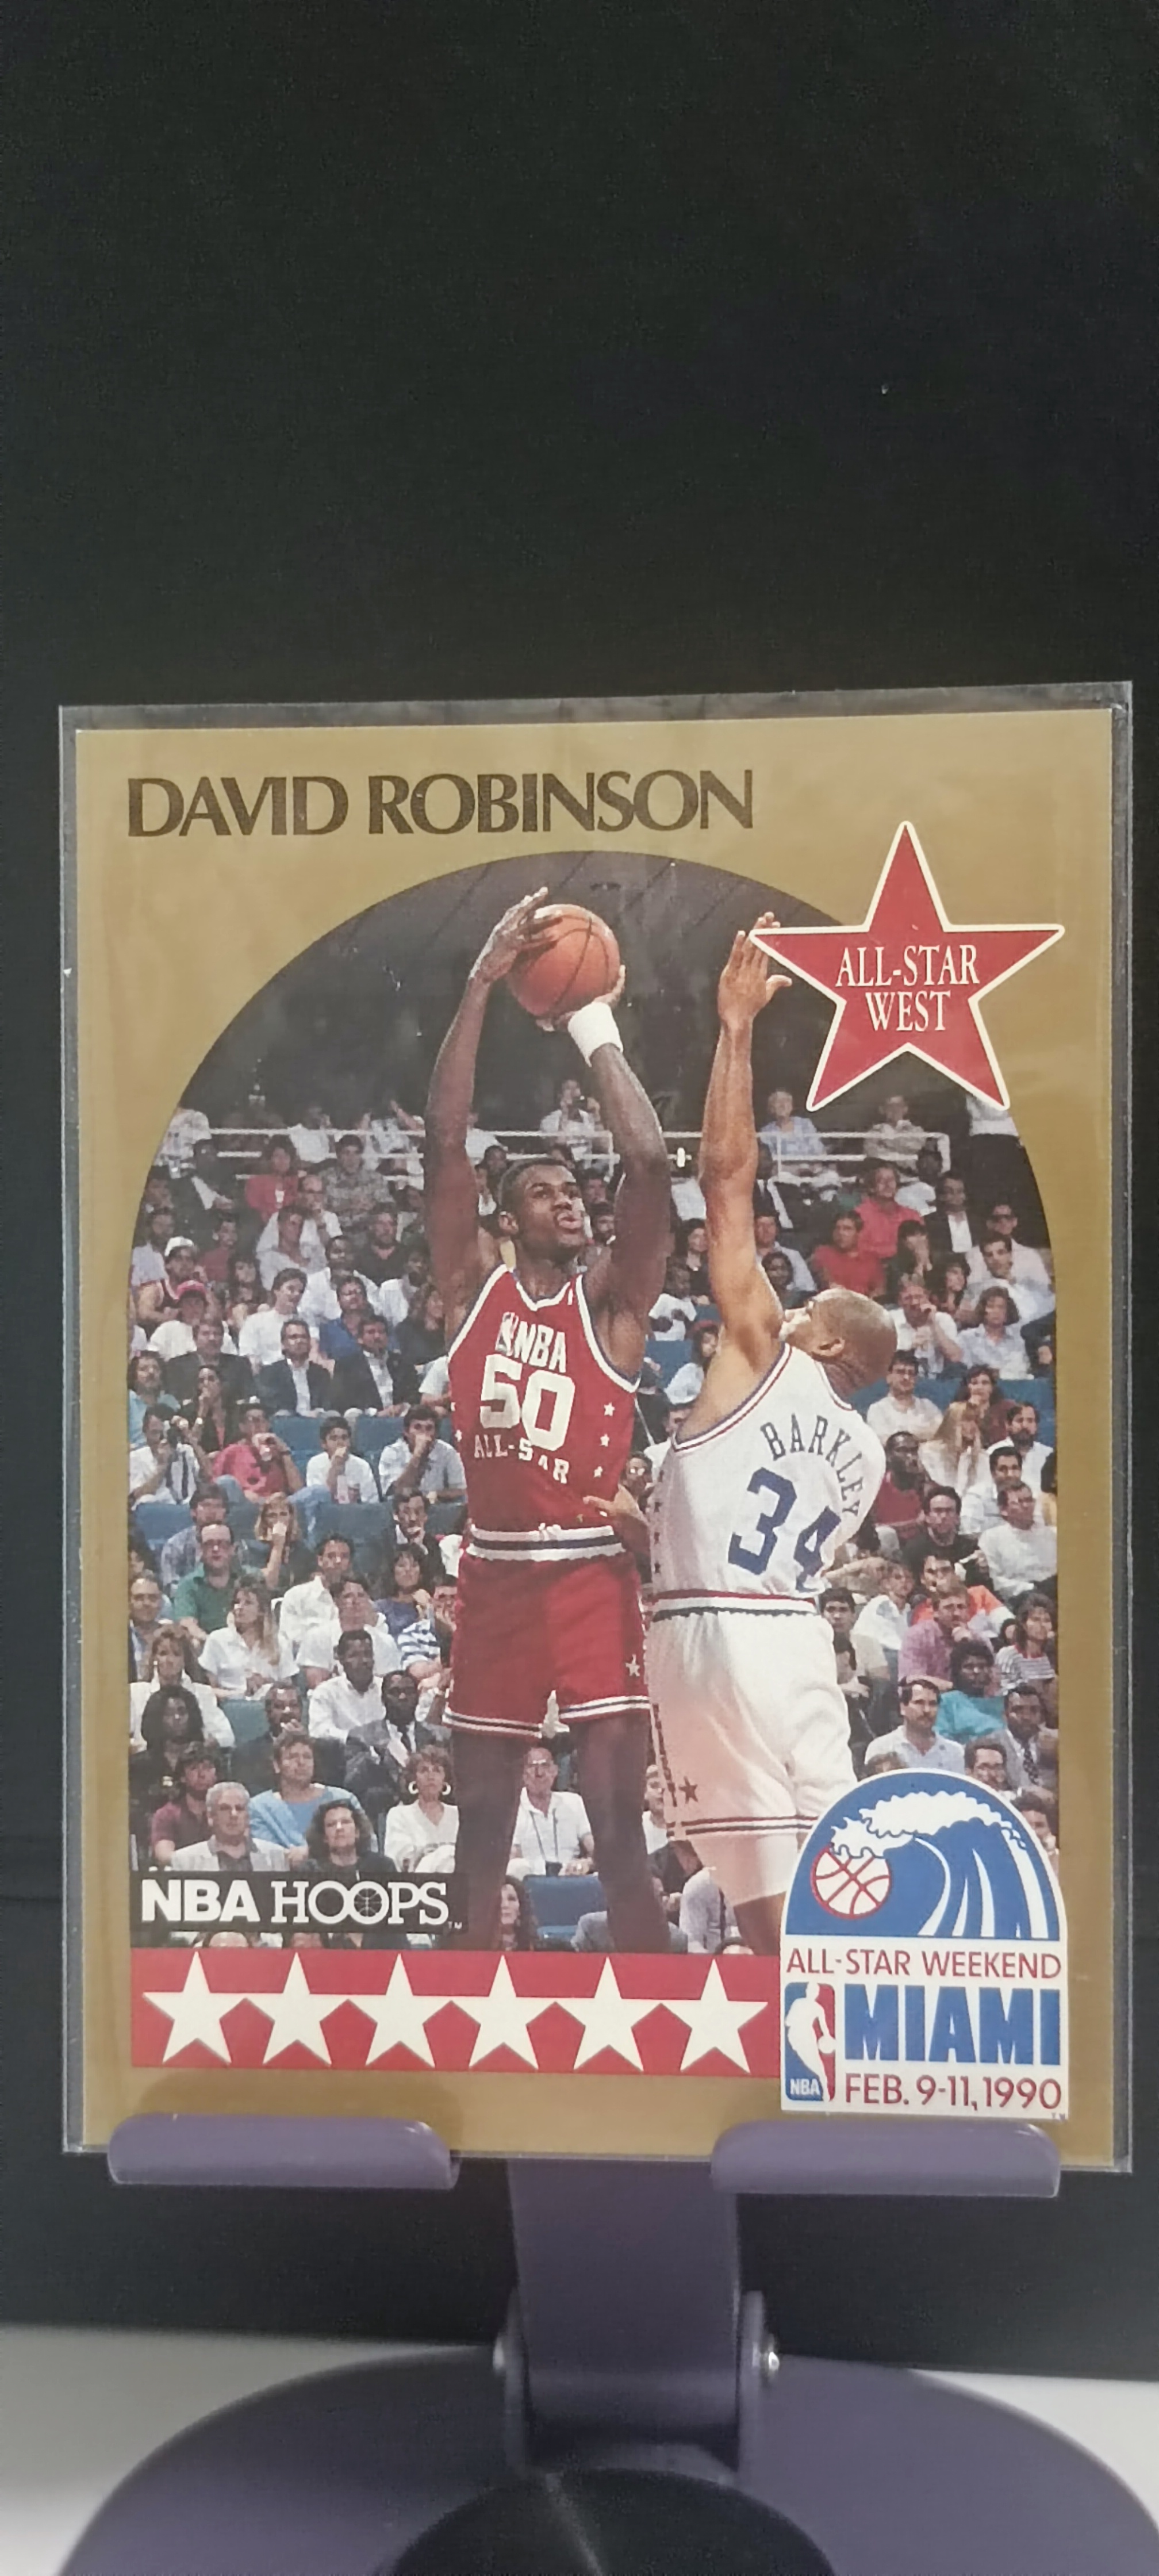 DAVID ROBINSON
ALL-STAR
WEST
NBA
50
ALL-STAR
BARKLEY
34
NBA HOOPS™
ALL-STAR WEEKEND
MIAMI
NBA
FEB. 9-11, 1990